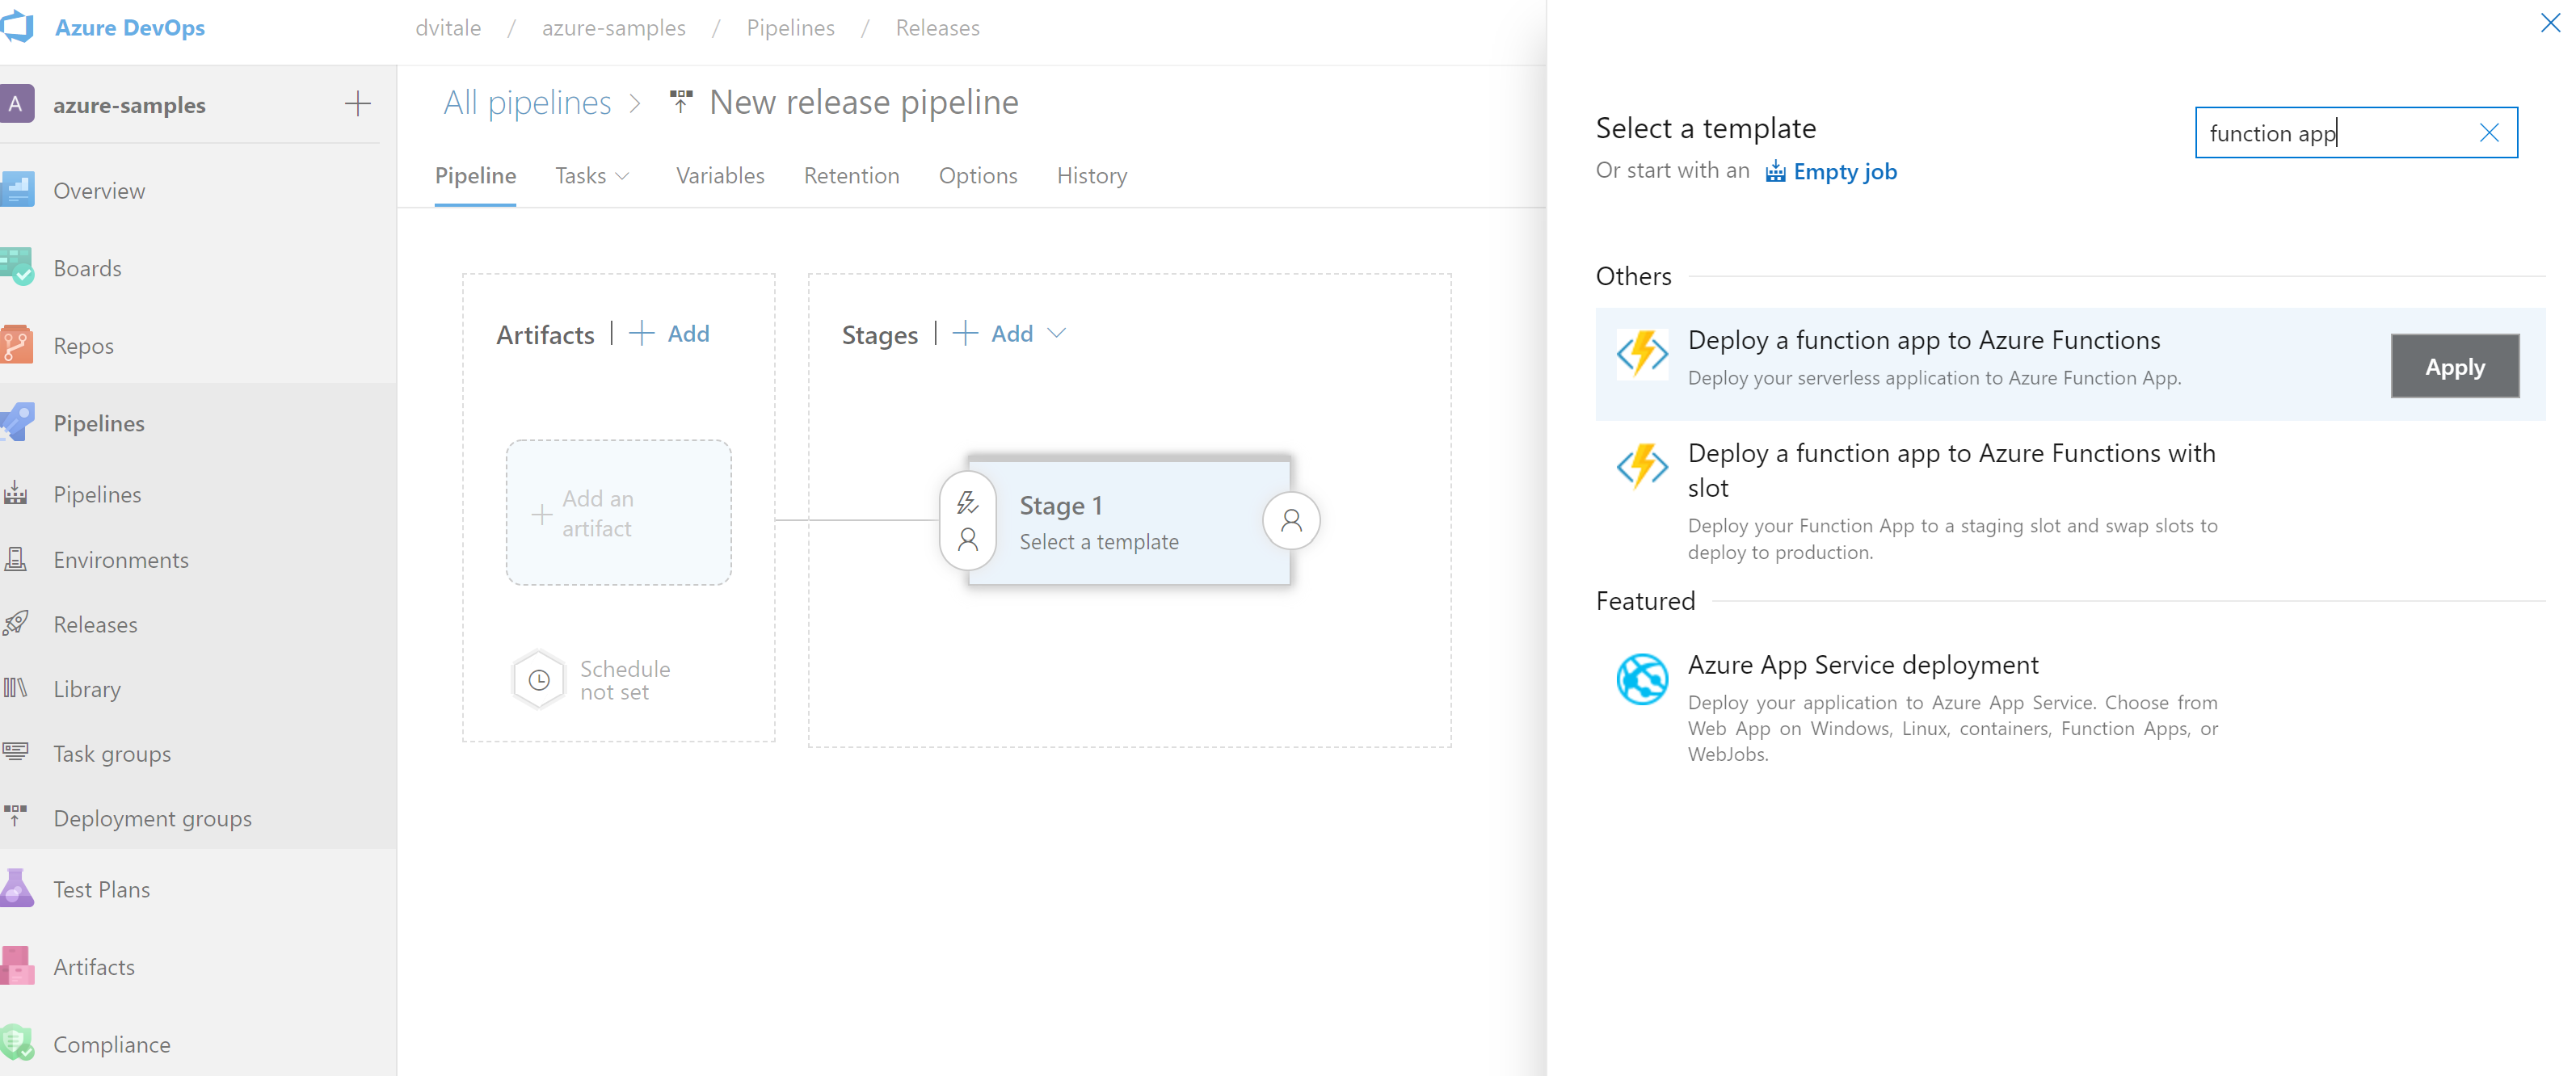 Azure DevOps
dvitale / azure-samples / Pipelines / Releases
A azure-samples
Overview
Boards
Repos
Pipelines
Pipelines
Environments
Releases
Library
Task groups
Deployment groups
Test Plans
Artifacts
Compliance
All pipelines > New release pipeline
Pipeline Tasks Variables Retention Options History
Artifacts | + Add
Add an
artifact
Schedule
not set
Stages | + Add
Stage 1
Select a template
Select a template
Or start with an Empty job
function app
Others
Deploy a function app to Azure Functions
Deploy your serverless application to Azure Function App.
Apply
Deploy a function app to Azure Functions with
slot
Deploy your Function App to a staging slot and swap slots to
deploy to production.
Featured
Azure App Service deployment
Deploy your application to Azure App Service. Choose from
Web App on Windows, Linux, containers, Function Apps, or
WebJobs.